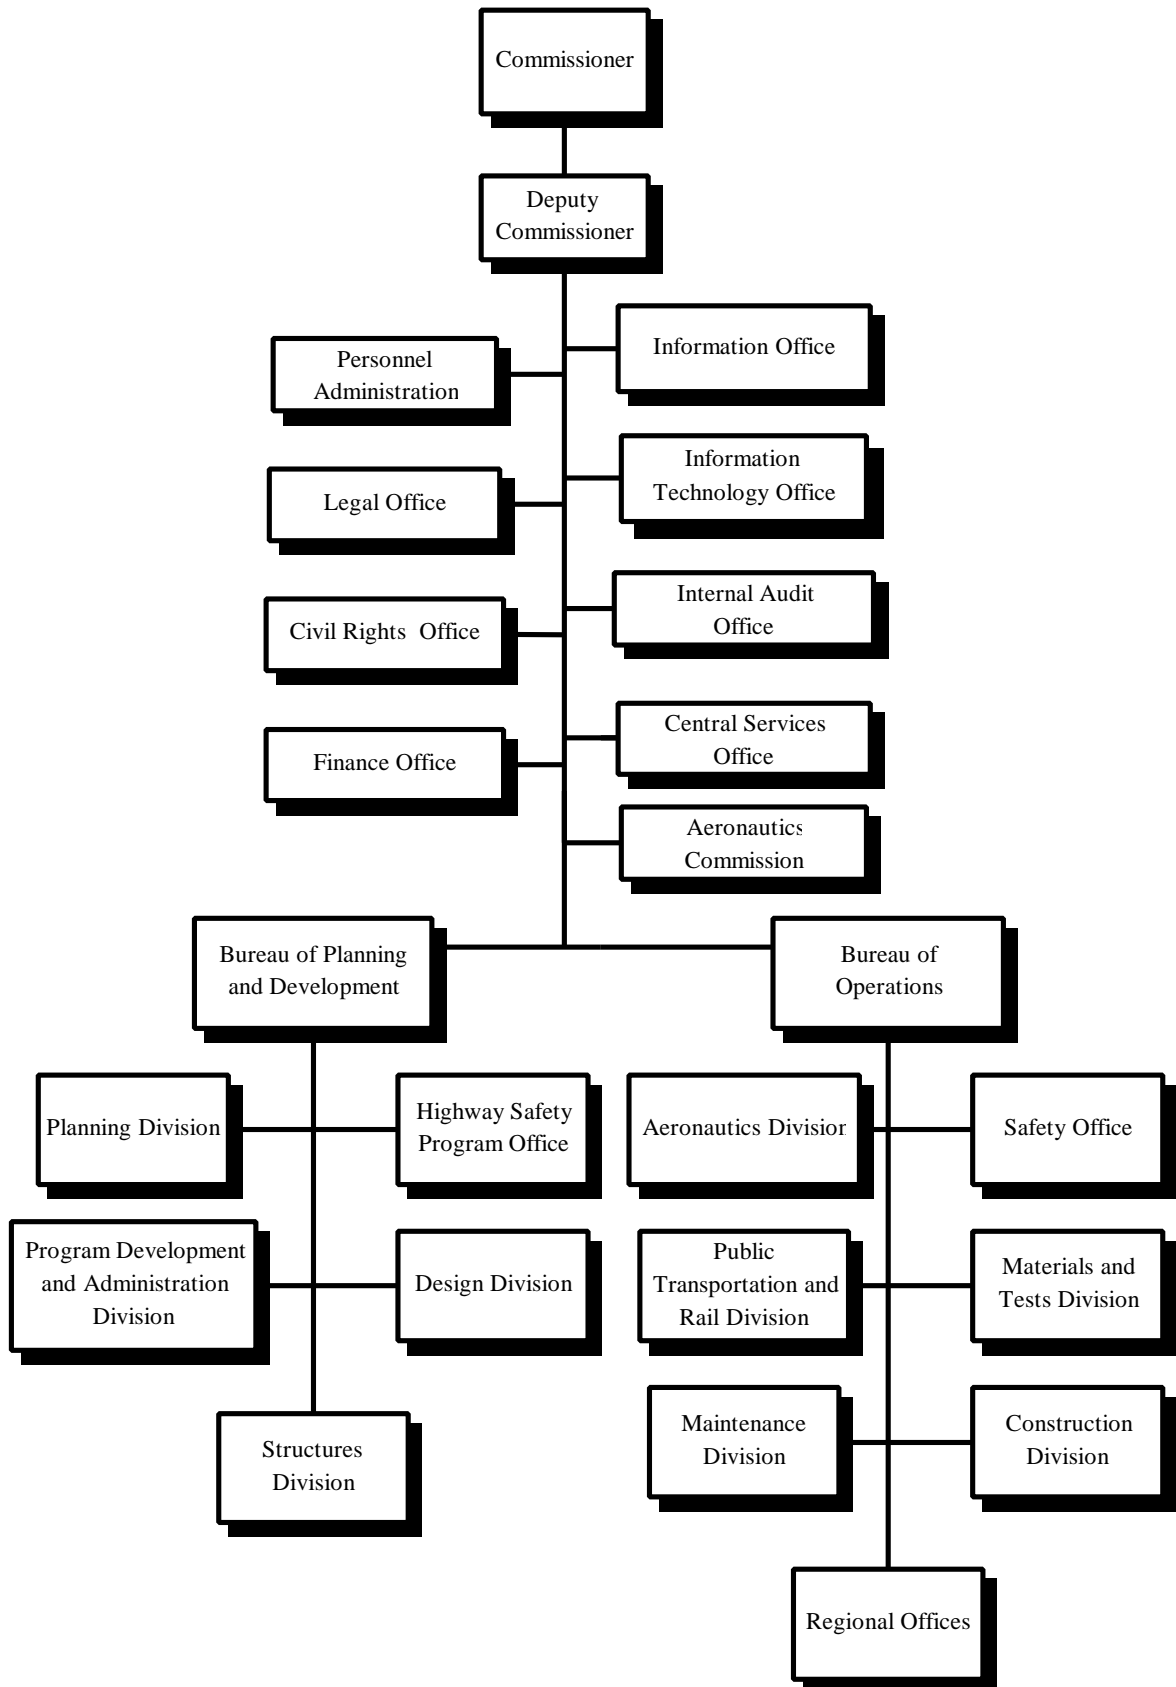 Commissioner
Deputy
Commissioner
Information Office
Personnel
Administration
Information
Technology Office
Legal Office
Internal Audit
Office
Civil Rights Office
Central Services
Office
Finance Office
Aeronautics
Commission
Bureau of Planning
and Development
Bureau of
Operations
Planning Division
Highway Safety
Program Office
Aeronautics Division
Safety Office
Program Development
and Administration
Division
Design Division
Public
Transportation and
Rail Division
Materials and
Tests Division
Structures
Division
Maintenance
Division
Construction
Division
Regional Offices